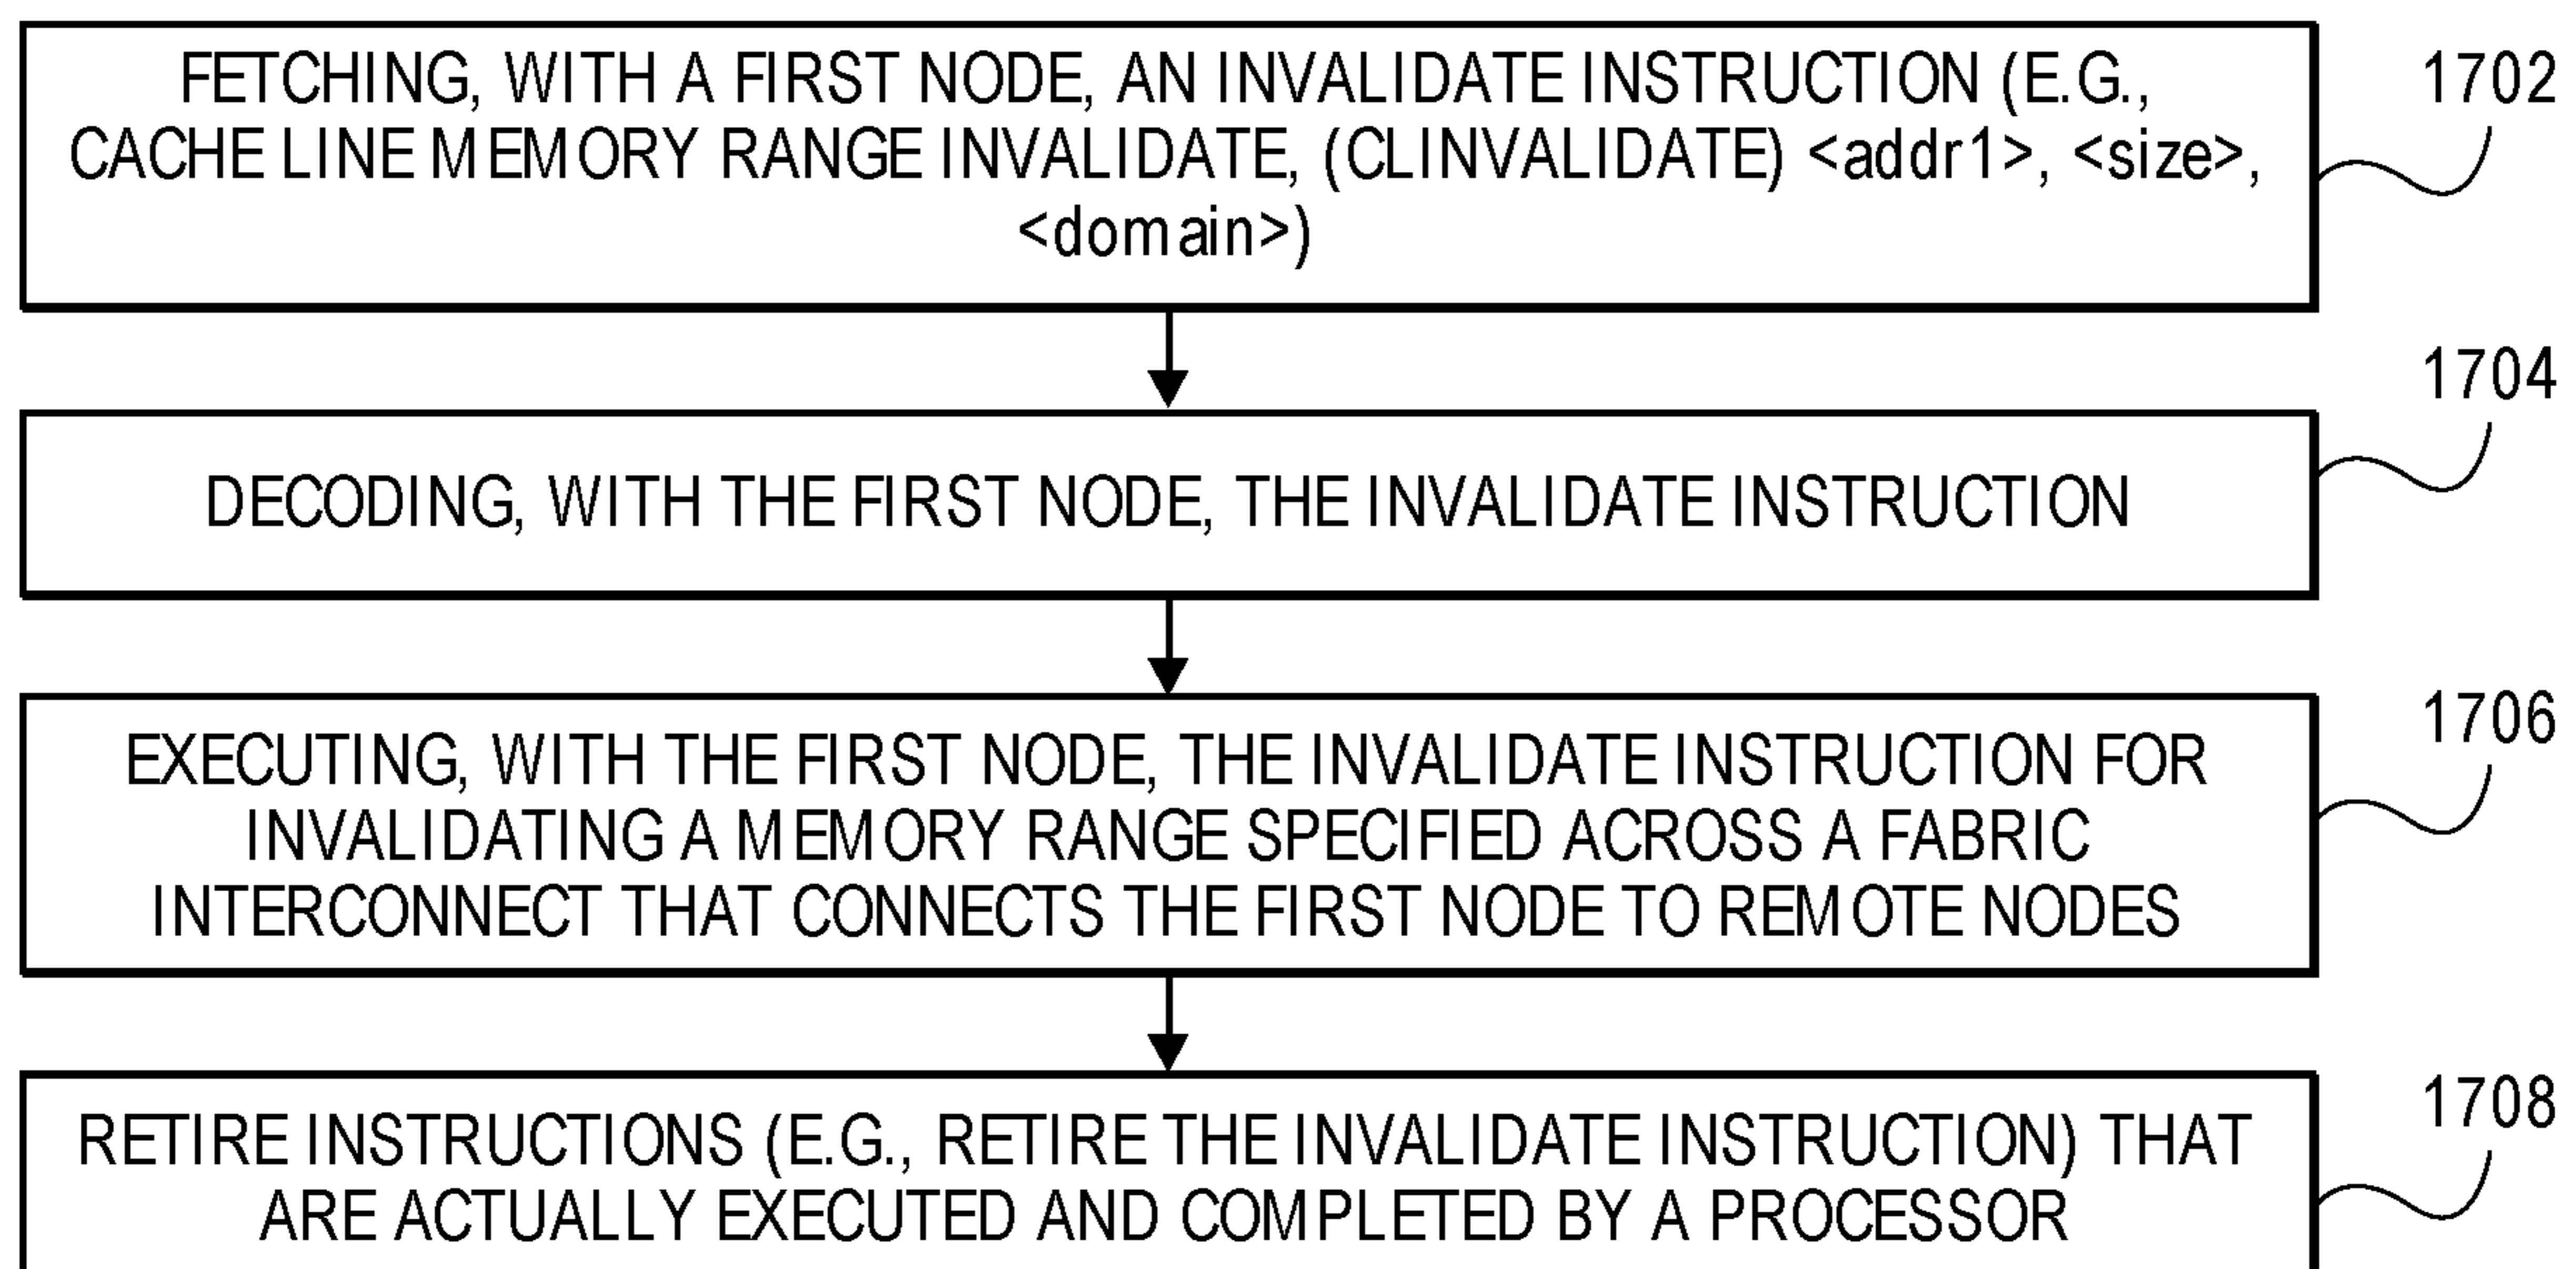 FETCHING, WITH A FIRST NODE, AN INVALIDATE INSTRUCTION (E.G.,
CACHE LINE MEMORY RANGE INVALIDATE, (CLINVALIDATE) <addr1>, <size>,
<domain>)
1702
DECODING, WITH THE FIRST NODE, THE INVALIDATE INSTRUCTION
1704
EXECUTING, WITH THE FIRST NODE, THE INVALIDATE INSTRUCTION FOR
INVALIDATING A MEMORY RANGE SPECIFIED ACROSS A FABRIC
INTERCONNECT THAT CONNECTS THE FIRST NODE TO REMOTE NODES
1706
RETIRE INSTRUCTIONS (E.G., RETIRE THE INVALIDATE INSTRUCTION) THAT
ARE ACTUALLY EXECUTED AND COMPLETED BY A PROCESSOR
1708